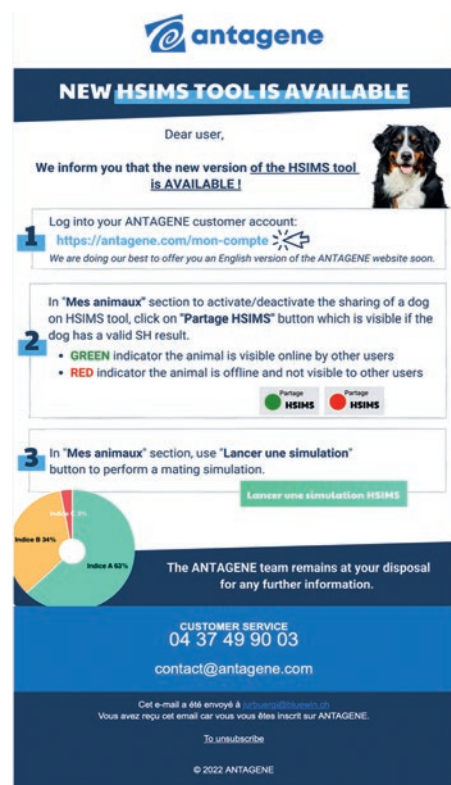 antagene
NEW HSIMS TOOL IS AVAILABLE
Dear user,
We inform you that the new version of the HSIMS tool
is AVAILABLE !
1
Log into your ANTAGENE customer account:
https://antagene.com/mon-compte
We are doing our best to offer you an English version of the ANTAGENE website soon.
2
In "Mes animaux" section to activate/deactivate the sharing of a dog
on HSIMS tool, click on "Partage HSIMS" button which is visible if the
dog has a valid SH result.
• GREEN indicator the animal is visible online by other users
• RED indicator the animal is offline and not visible to other users
Partage HSIMS
Partage HSIMS
3
In "Mes animaux" section, use "Lancer une simulation"
button to perform a mating simulation.
Lancer une simulation HSIMS
Indice C 3%
Indice B 34%
Indice A 62%
The ANTAGENE team remains at your disposal
for any further information.
CUSTOMER SERVICE
04 37 49 90 03
contact@antagene.com
Cet e-mail a été envoyé à
Vous avez reçu cet email car vous vous êtes inscrit sur ANTAGENE.
To unsubscribe
© 2022 ANTAGENE